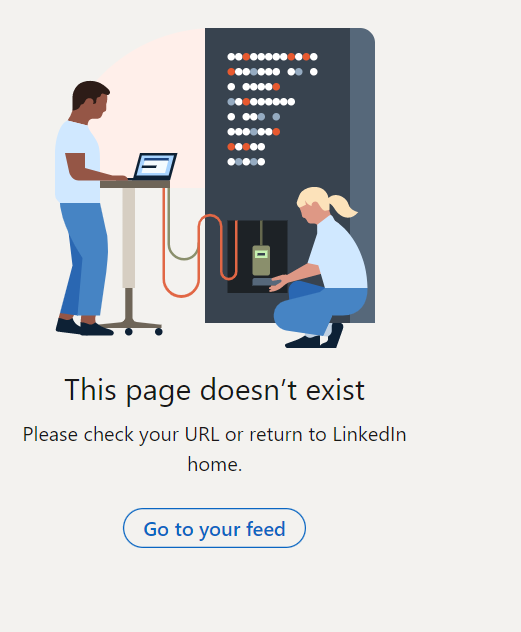 This page doesn’t exist
Please check your URL or return to LinkedIn
home.
Go to your feed